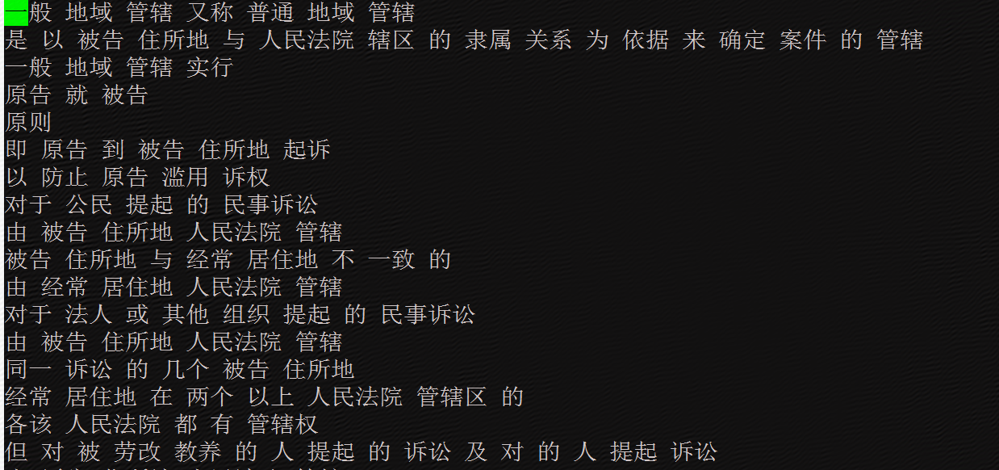 一般 地域 管辖 又称 普通 地域 管辖
是 以 被告 住所地 与 人民法院 辖区 的 隶属 关系 为 依据 来 确定 案件 的 管辖
一般 地域 管辖 实行
原告 就 被告
原则
即 原告 到 被告 住所地 起诉
以 防止 原告 滥用 诉权
对于 公民 提起 的 民事诉讼
由 被告 住所地 人民法院 管辖
被告 住所地 与 经常 居住地 不 一致 的
由 经常 居住地 人民法院 管辖
对于 法人 或 其他 组织 提起 的 民事诉讼
由 被告 住所地 人民法院 管辖
同一 诉讼 的 几个 被告 住所地
经常 居住地 在 两个 以上 人民法院 管辖区 的
各该 人民法院 都 有 管辖权
但 对 被 劳改 教养 的 人 提起 的 诉讼 及 对 的 人 提起 诉讼